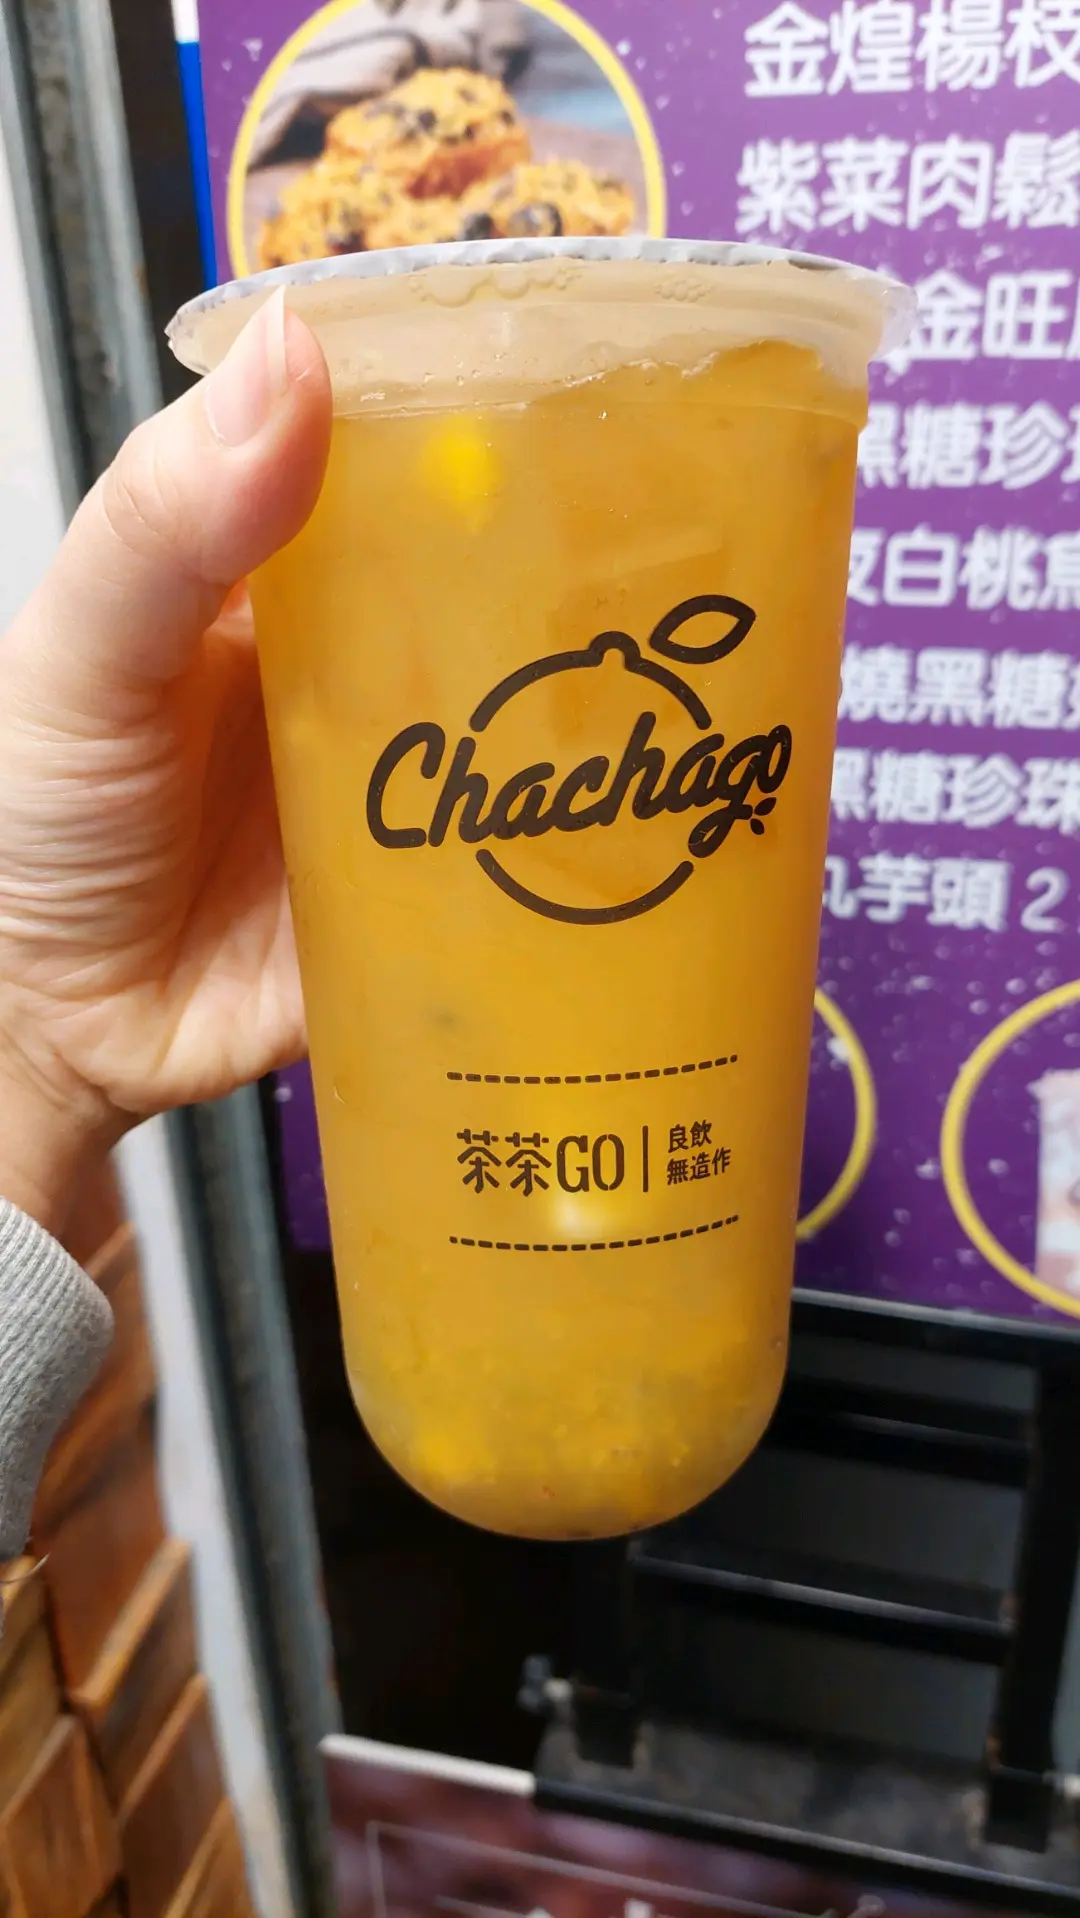 金煌楊枝
紫菜肉鬆
金旺
黑糖珍
白桃
燒黑糖
黑糖珍珠
芋頭 2
Chachago
茶茶GO
良飲
無造作